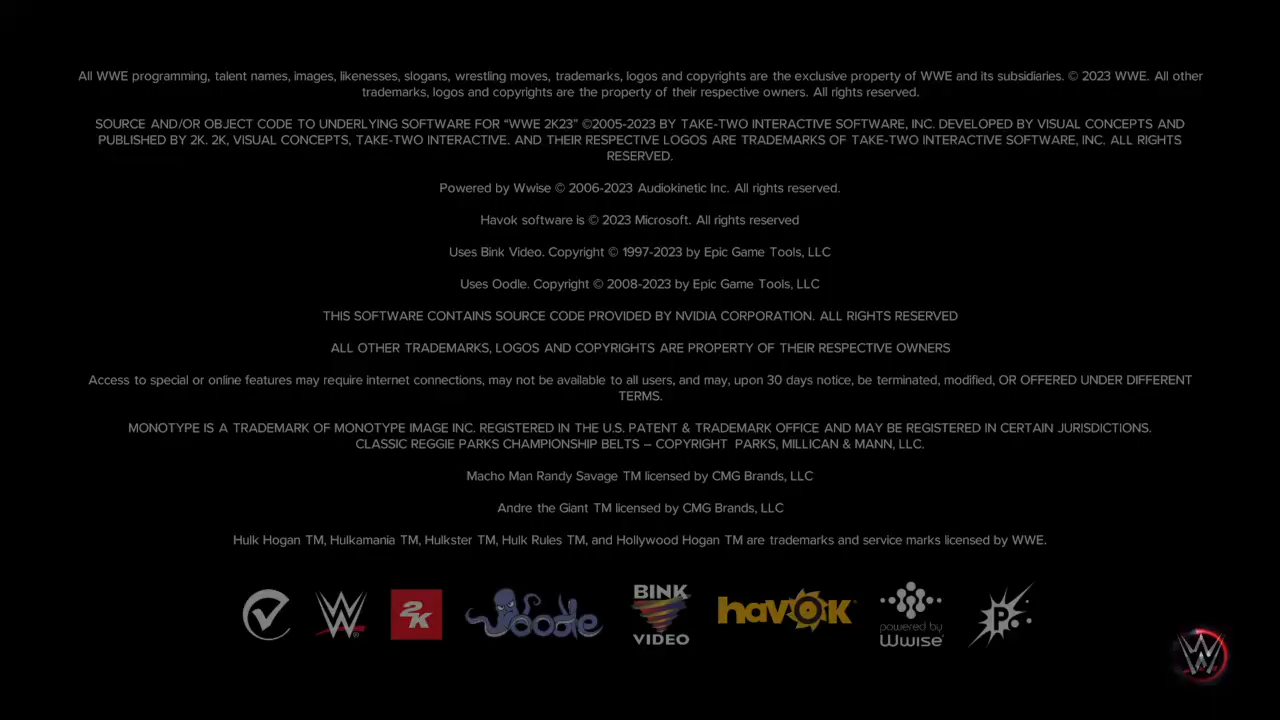 All WWE programming, talent names, images, likenesses, slogans, wrestling moves, trademarks, logos and copyrights are the exclusive property of WWE and its subsidiaries. © 2023 WWE. All other
trademarks, logos and copyrights are the property of their respective owners. All rights reserved.
SOURCE AND/OR OBJECT CODE TO UNDERLYING SOFTWARE FOR “WWE 2K23” ©2005-2023 BY TAKE-TWO INTERACTIVE SOFTWARE, INC. DEVELOPED BY VISUAL CONCEPTS AND
PUBLISHED BY 2K. 2K, VISUAL CONCEPTS, TAKE-TWO INTERACTIVE. AND THEIR RESPECTIVE LOGOS ARE TRADEMARKS OF TAKE-TWO INTERACTIVE SOFTWARE, INC. ALL RIGHTS
RESERVED.
Powered by Wwise © 2006-2023 Audiokinetic Inc. All rights reserved.
Havok software is © 2023 Microsoft. All rights reserved
Uses Bink Video. Copyright © 1997-2023 by Epic Game Tools, LLC
Uses Oodle. Copyright © 2008-2023 by Epic Game Tools, LLC
THIS SOFTWARE CONTAINS SOURCE CODE PROVIDED BY NVIDIA CORPORATION. ALL RIGHTS RESERVED
ALL OTHER TRADEMARKS, LOGOS AND COPYRIGHTS ARE PROPERTY OF THEIR RESPECTIVE OWNERS
Access to special or online features may require internet connections, may not be available to all users, and may, upon 30 days notice, be terminated, modified, OR OFFERED UNDER DIFFERENT
TERMS.
MONOTYPE IS A TRADEMARK OF MONOTYPE IMAGE INC. REGISTERED IN THE U.S. PATENT & TRADEMARK OFFICE AND MAY BE REGISTERED IN CERTAIN JURISDICTIONS.
CLASSIC REGGIE PARKS CHAMPIONSHIP BELTS – COPYRIGHT PARKS, MILLICAN & MANN, LLC.
Macho Man Randy Savage TM licensed by CMG Brands, LLC
Andre the Giant TM licensed by CMG Brands, LLC
Hulk Hogan TM, Hulkamania TM, Hulkster TM, Hulk Rules TM, and Hollywood Hogan TM are trademarks and service marks licensed by WWE.
W® 2K Oodle BINK VIDEO havok® powered by Wwise® P
W